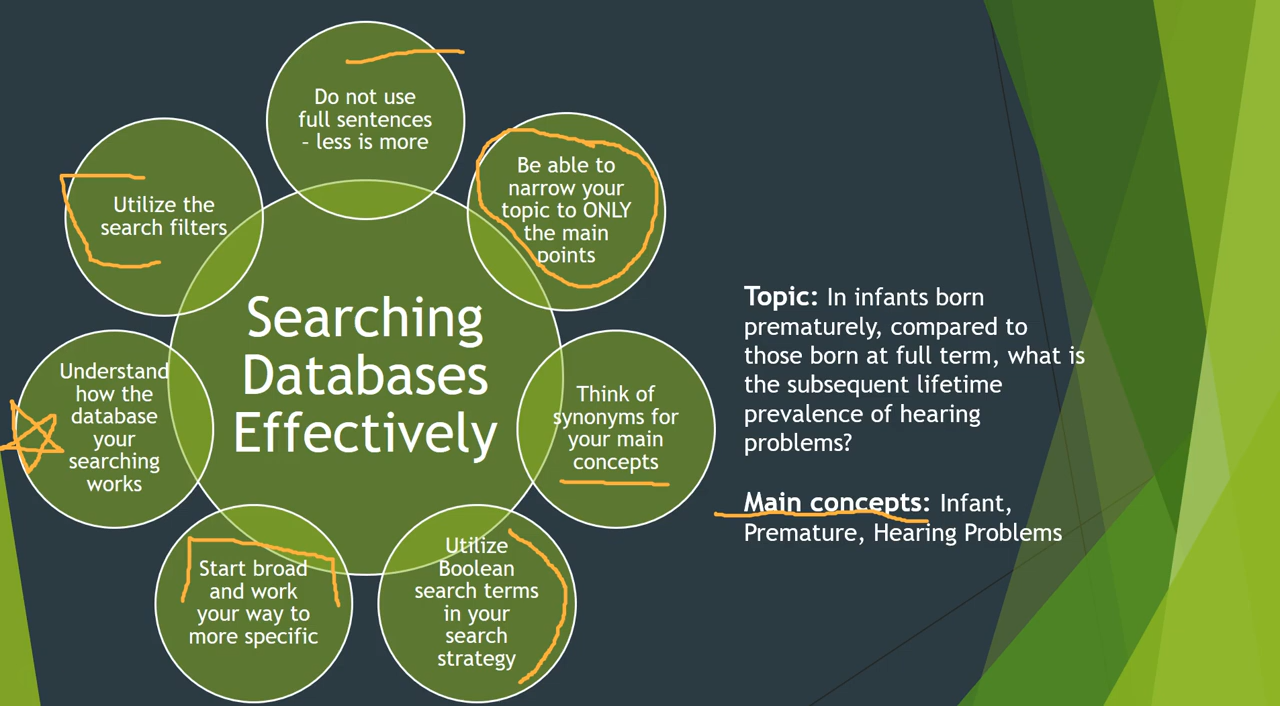 Do not use
full sentences
- less is more
Be able to
narrow your
topic to ONLY
the main
points
Think of
synonyms for
your main
concepts
Utilize
Boolean
search terms
in your
search
strategy
Start broad
and work
your way to
more specific
Understand
how the
database
your
searching
works
Utilize the
search filters
Searching
Databases
Effectively
Topic: In infants born
prematurely, compared to
those born at full term, what is
the subsequent lifetime
prevalence of hearing
problems?
Main concepts: Infant,
Premature, Hearing Problems